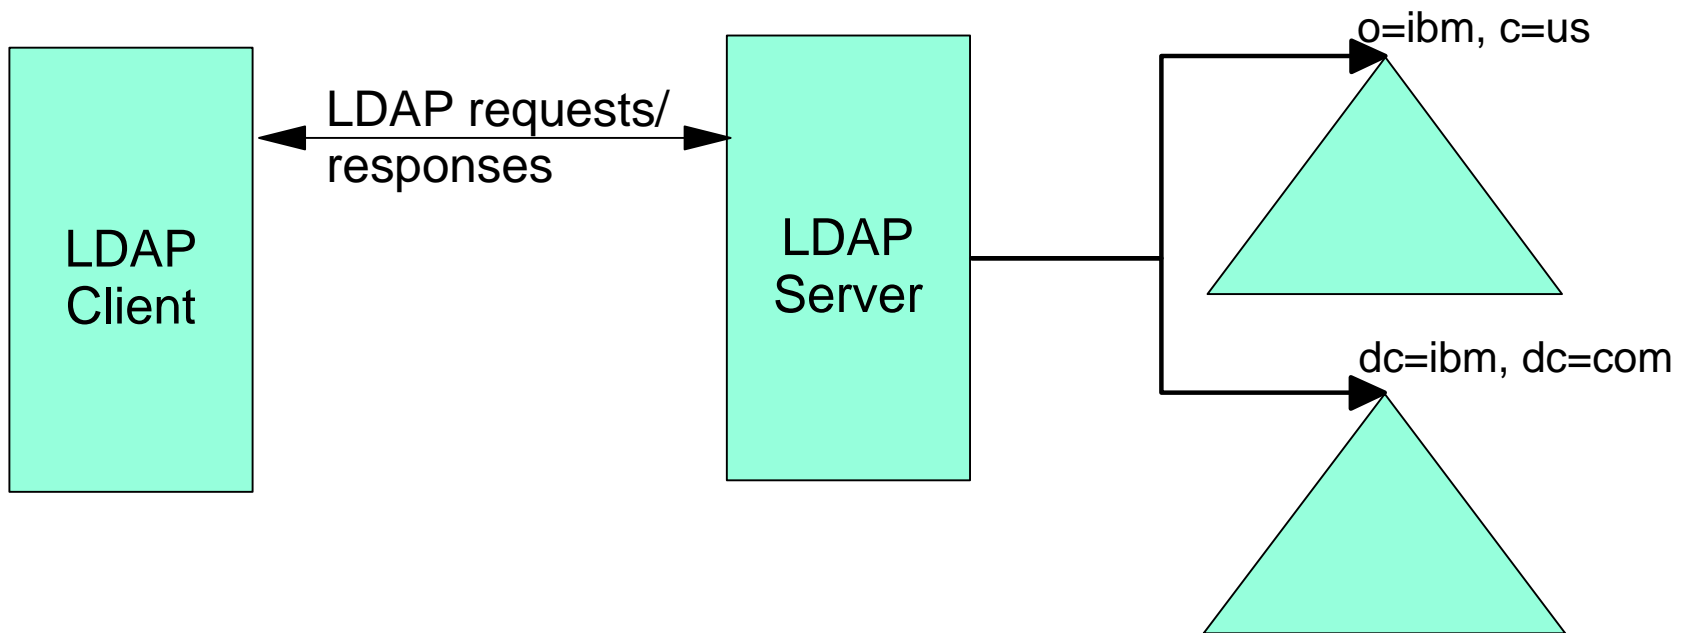 LDAP
Client
LDAP requests/
responses
LDAP
Server
o=ibm, c=us
dc=ibm, dc=com